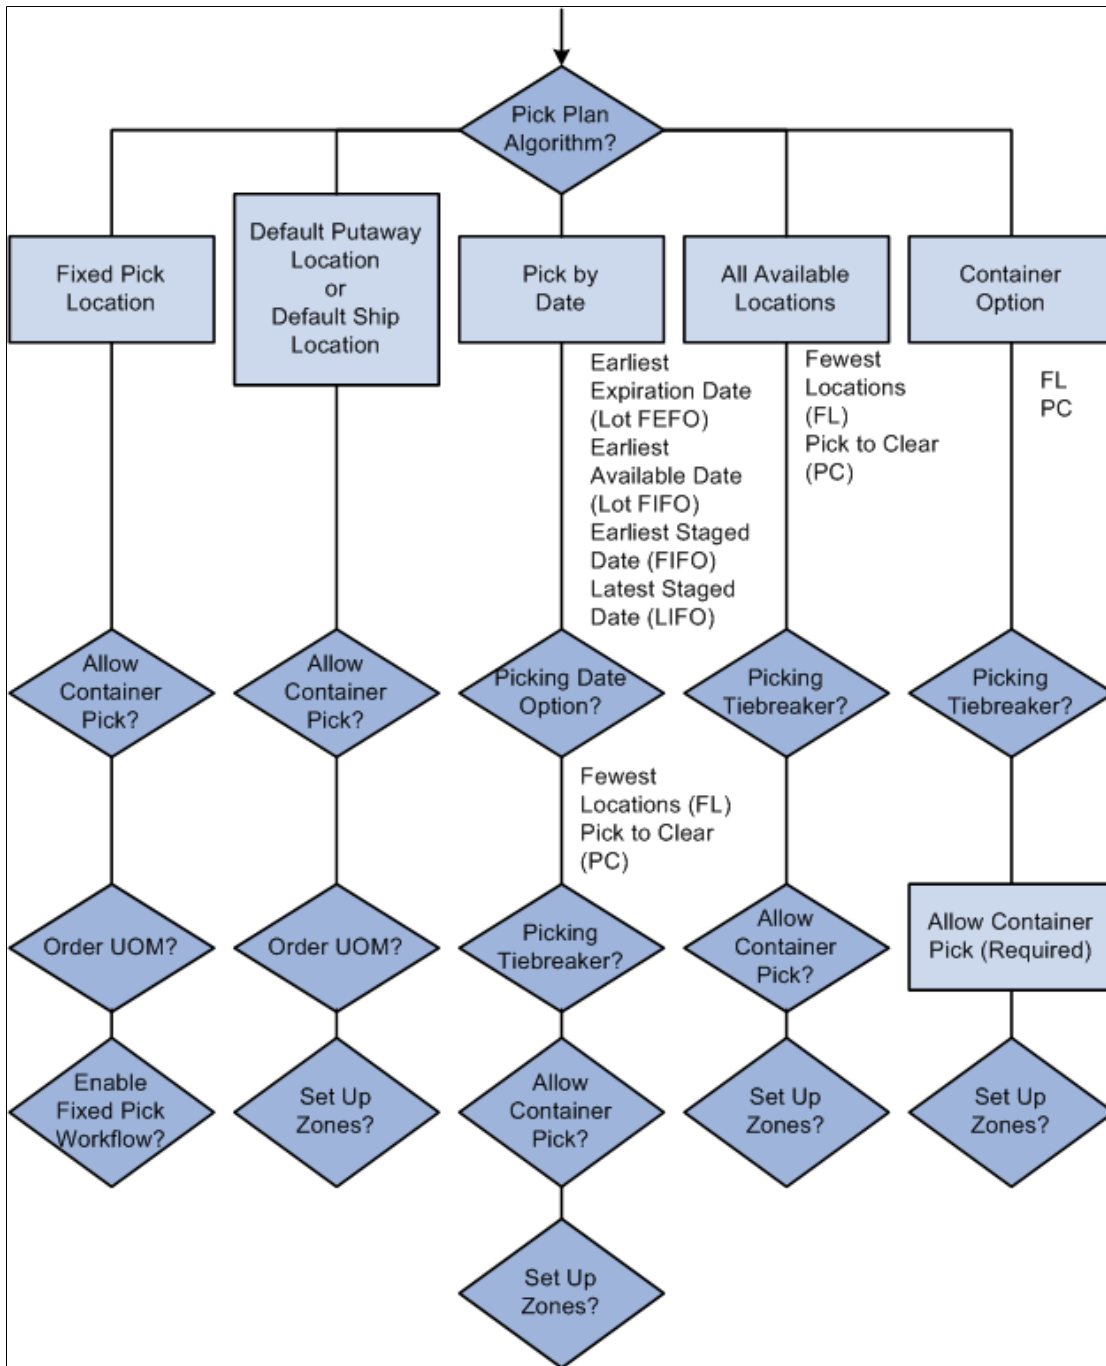 Pick Plan
Algorithm?
Fixed Pick
Location
Default Putaway
Location
or
Default Ship
Location
Pick by
Date
All Available
Locations
Container
Option
Earliest
Expiration Date
(Lot FEFO)
Earliest
Available Date
(Lot FIFO)
Earliest Staged
Date (FIFO)
Latest Staged
Date (LIFO)
Fewest
Locations
(FL)
Pick to Clear
(PC)
FL
PC
Allow
Container
Pick?
Allow
Container
Pick?
Picking Date
Option?
Picking
Tiebreaker?
Picking
Tiebreaker?
Fewest
Locations (FL)
Pick to Clear
(PC)
Order UOM?
Order UOM?
Picking
Tiebreaker?
Allow
Container
Pick?
Allow Container
Pick (Required)
Enable
Fixed Pick
Workflow?
Set Up
Zones?
Allow
Container
Pick?
Set Up
Zones?
Set Up
Zones?
Set Up
Zones?